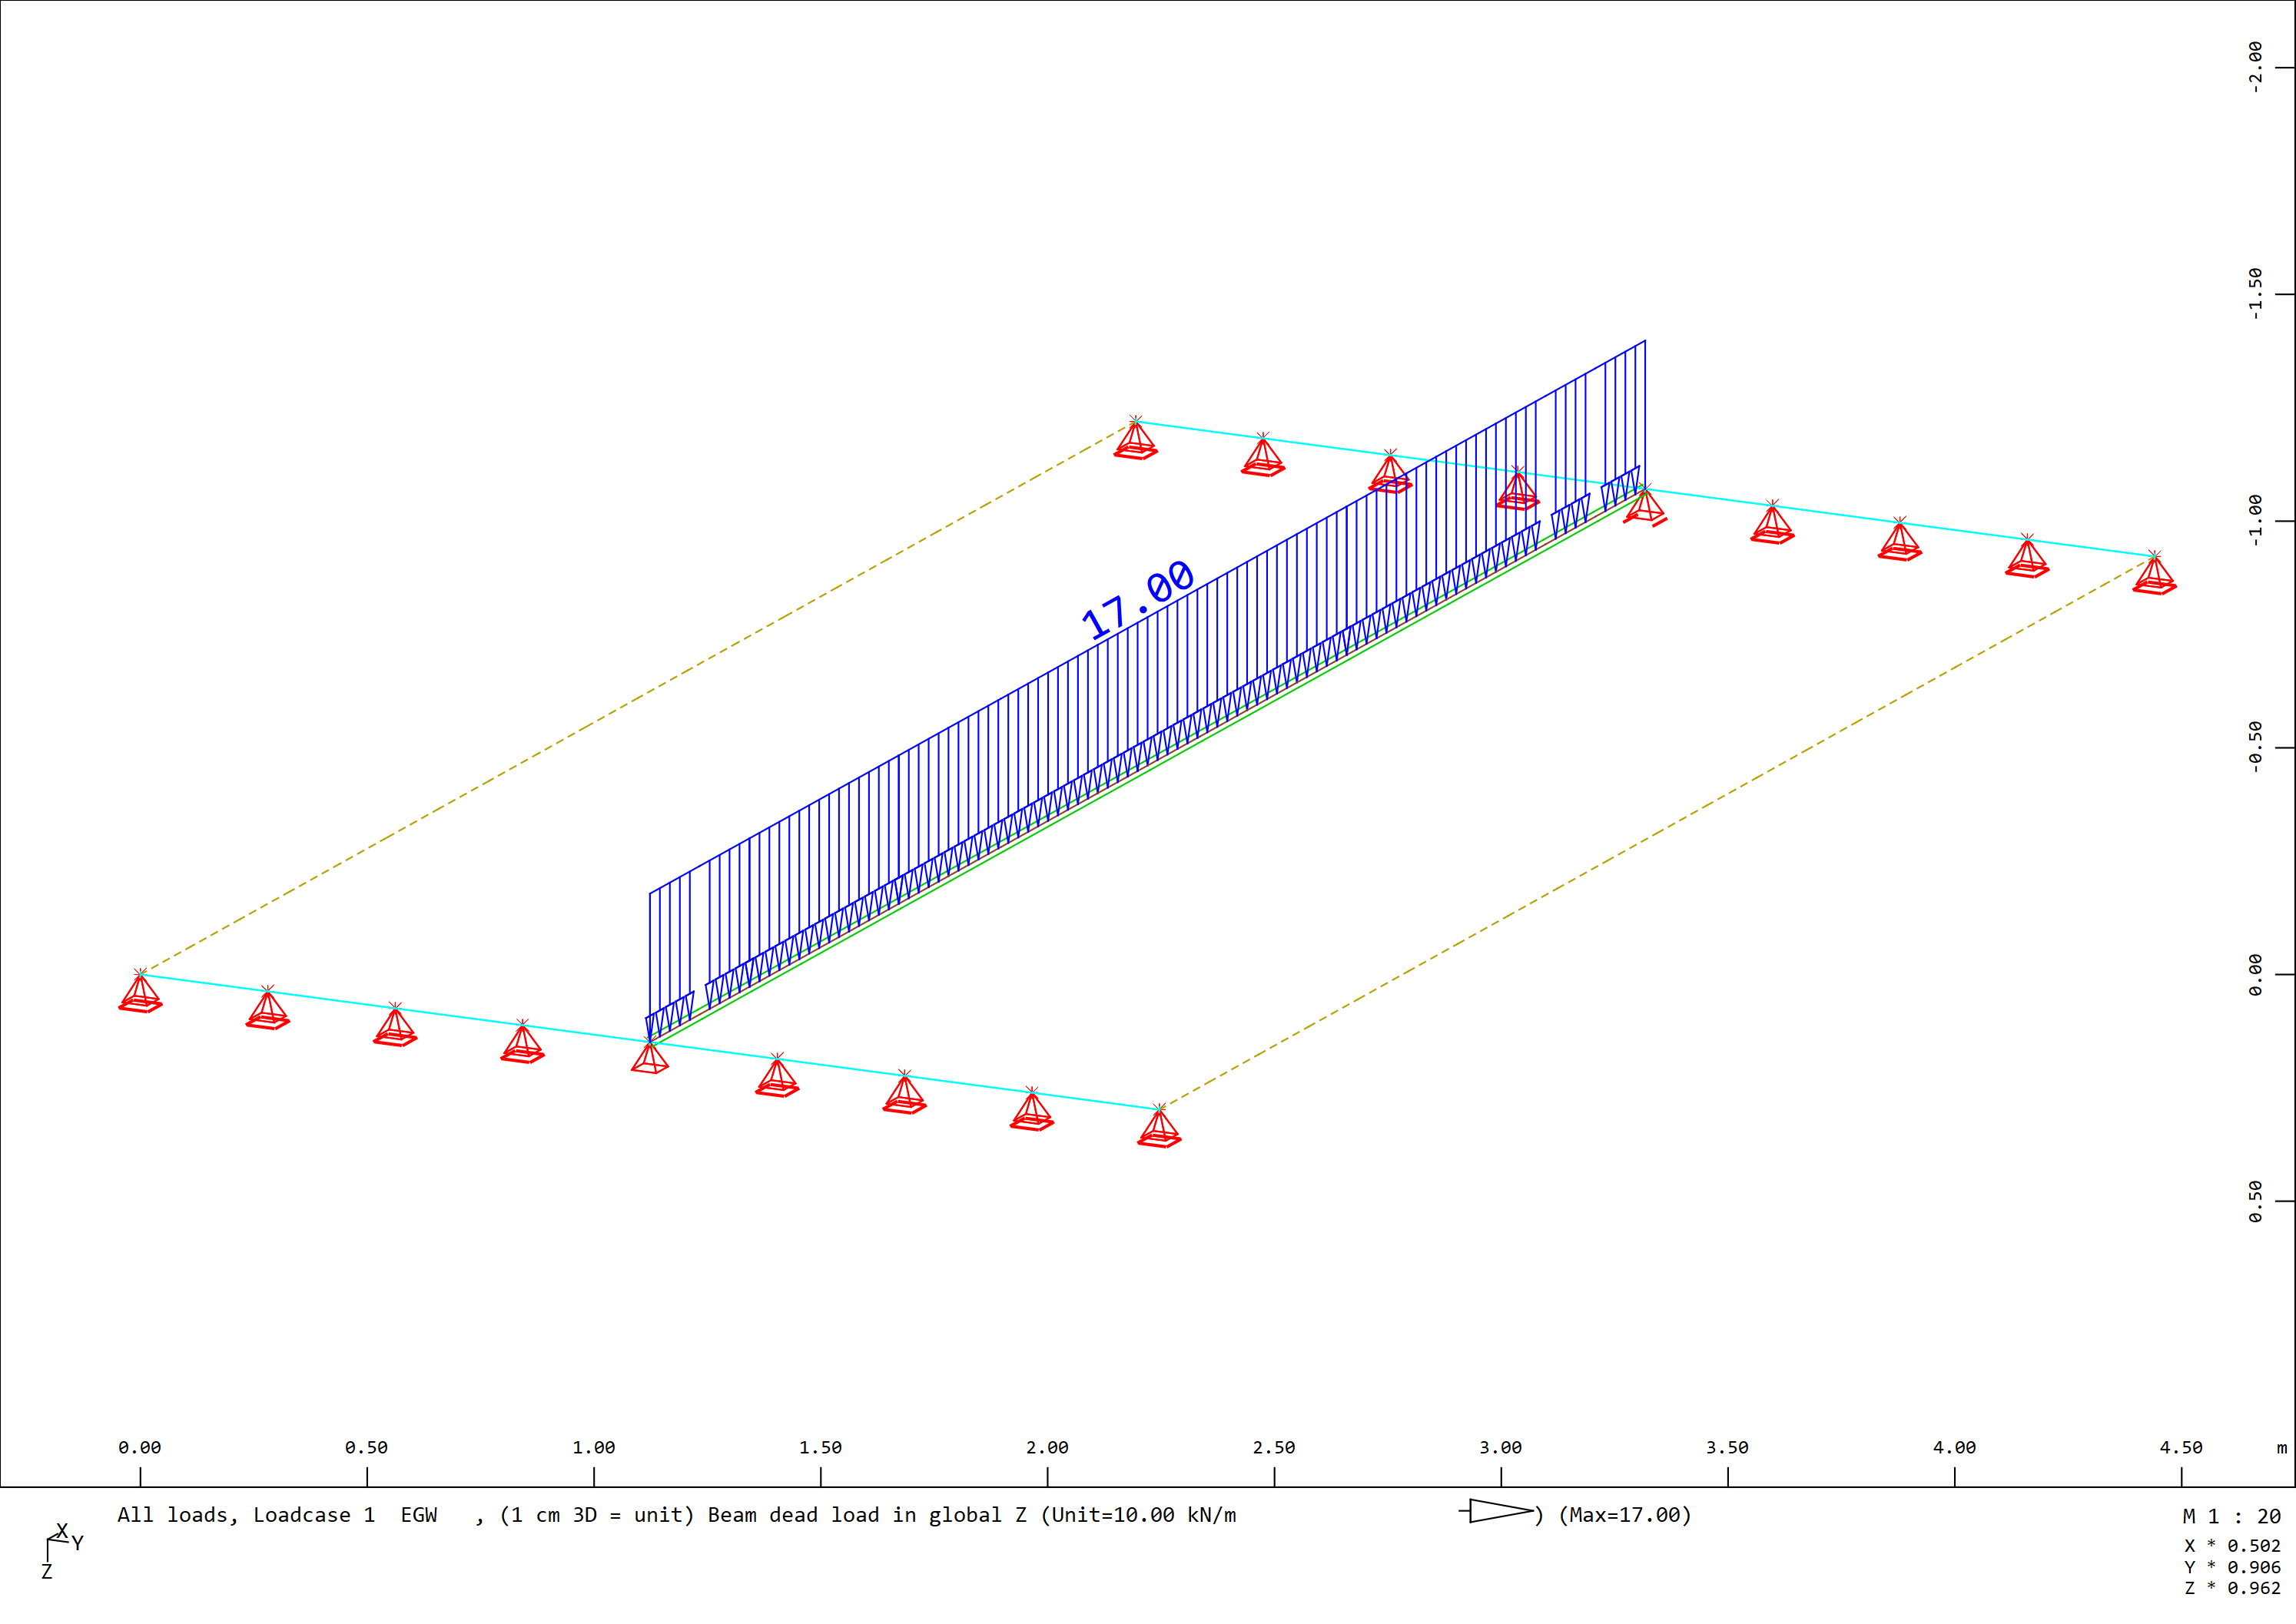 -2.00
-1.50
-1.00
-0.50
0.00
0.50
17.00
0.00 0.50 1.00 1.50 2.00 2.50 3.00 3.50 4.00 4.50 m
All loads, Loadcase 1 EGW , (1 cm 3D = unit) Beam dead load in global Z (Unit=10.00 kN/m ) (Max=17.00)
M 1 : 20
X * 0.502
Y * 0.906
Z * 0.962
X
Y
Z